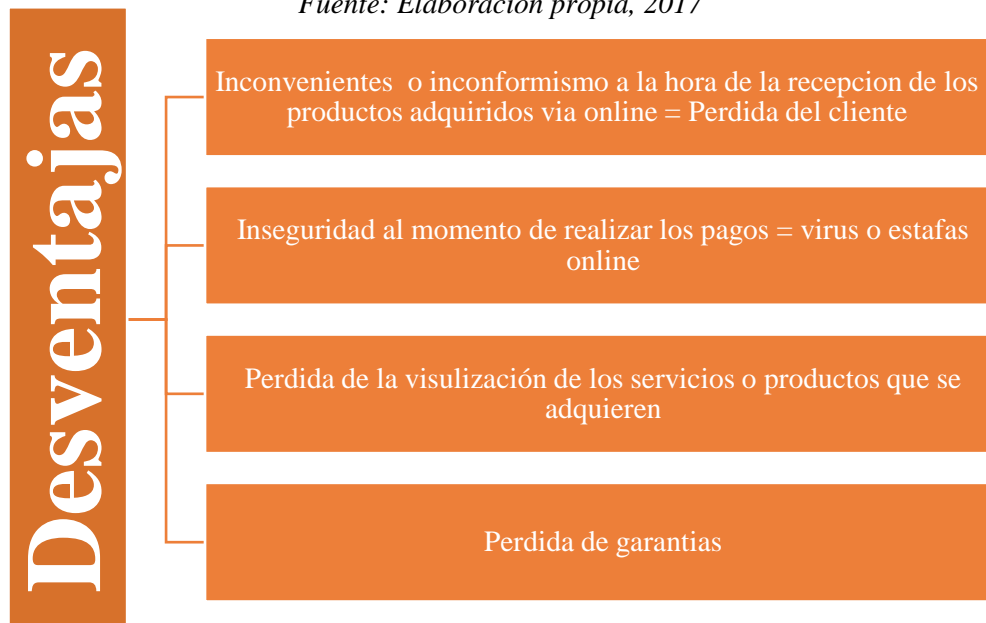 Fuente: Elaboración propia, 2017
Desventajas
Inconvenientes o inconformismo a la hora de la recepcion de los
productos adquiridos via online = Perdida del cliente
Inseguridad al momento de realizar los pagos = virus o estafas
online
Perdida de la visulización de los servicios o productos que se
adquieren
Perdida de garantias